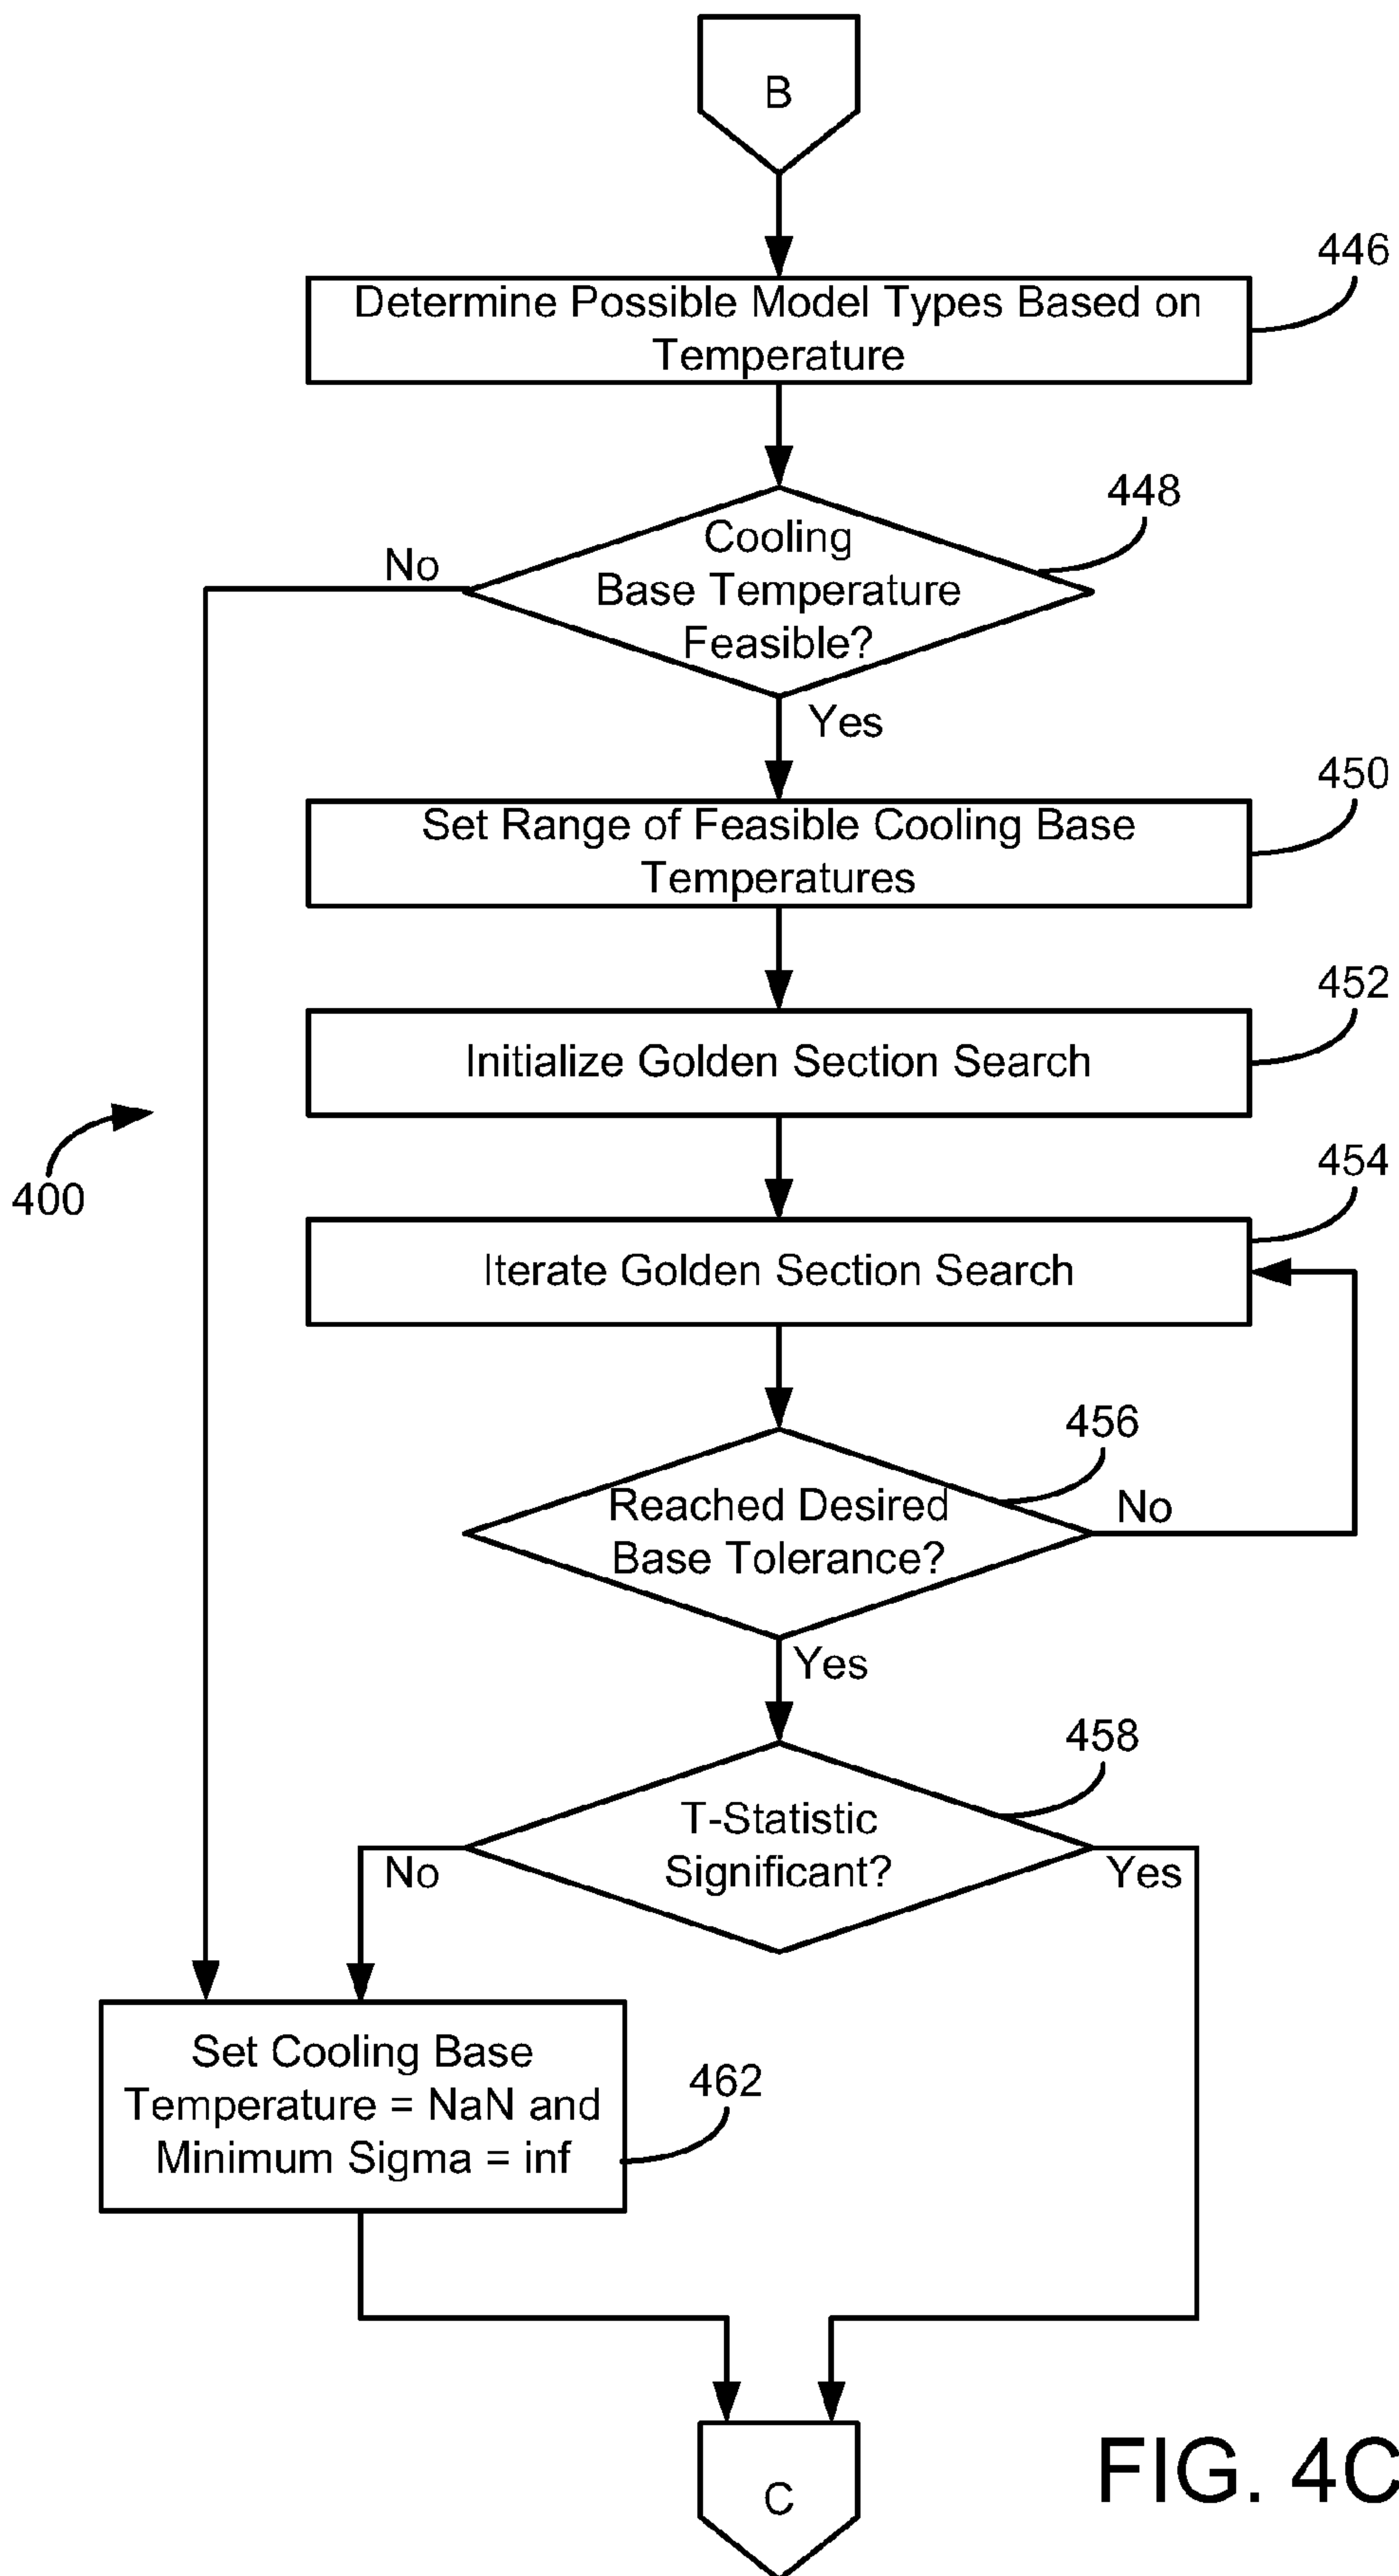 B
446
Determine Possible Model Types Based on
Temperature
448
Cooling
Base Temperature
Feasible?
No
Yes
450
Set Range of Feasible Cooling Base
Temperatures
452
Initialize Golden Section Search
400
454
Iterate Golden Section Search
456
Reached Desired
Base Tolerance?
No
Yes
458
T-Statistic
Significant?
No
Yes
Set Cooling Base
Temperature = NaN and
Minimum Sigma = inf
462
C
FIG. 4C